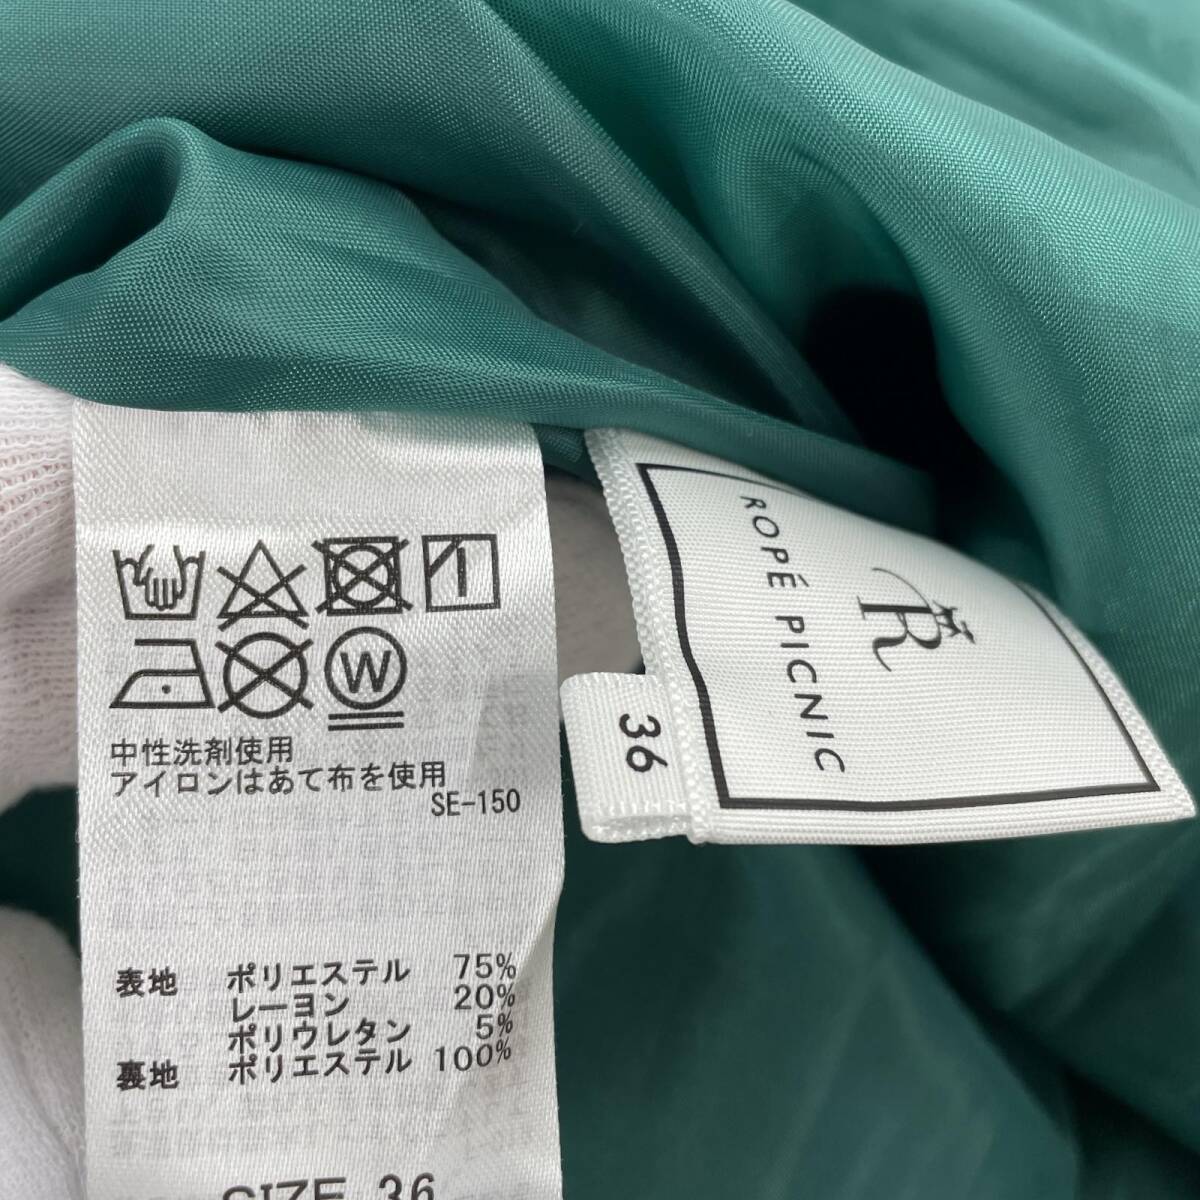 W
中性洗剤使用
アイロンはあて布を使用
SE-150
表地 ポリエステル 75%
レーヨン 20%
ポリウレタン 5%
裏地 ポリエステル 100%
SIZE 36
R
ROPÉ PICNIC
36